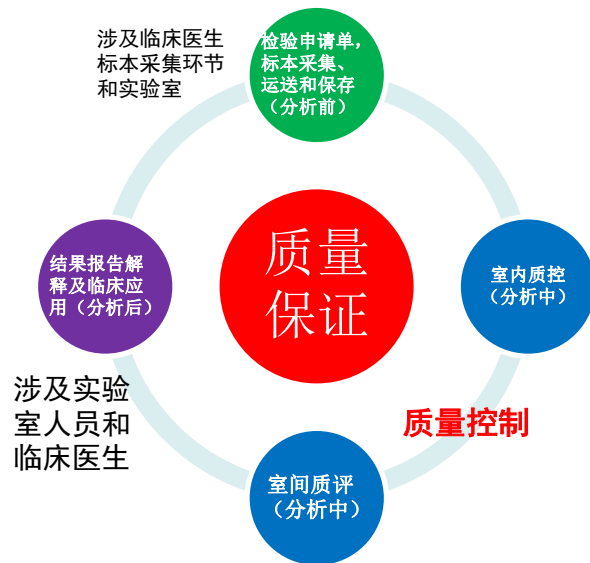 涉及临床医生
标本采集环节
和实验室
检验申请单，
标本采集、
运送和保存
（分析前）
质量
保证
结果报告解
释及临床应
用（分析后）
室内质控
（分析中）
涉及实验
室人员和
临床医生
质量控制
室间质评
（分析中）